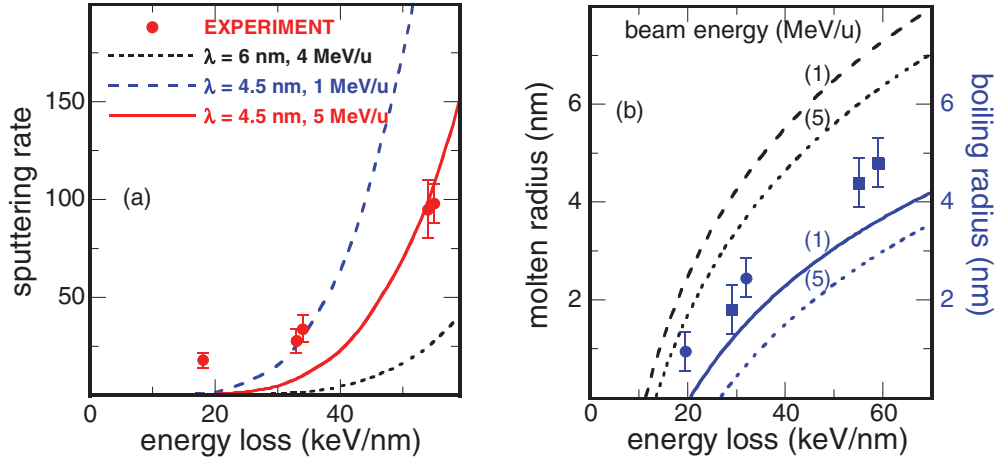 EXPERIMENT
λ = 6 nm, 4 MeV/u
λ = 4.5 nm, 1 MeV/u
λ = 4.5 nm, 5 MeV/u
150
100
50
sputtering rate
(a)
0 20 40
energy loss (keV/nm)
beam energy (MeV/u)
(1)
(5)
(b)
6
4
2
molten radius (nm)
(1)
(5)
6
4
2
boiling radius (nm)
0 20 40 60
energy loss (keV/nm)